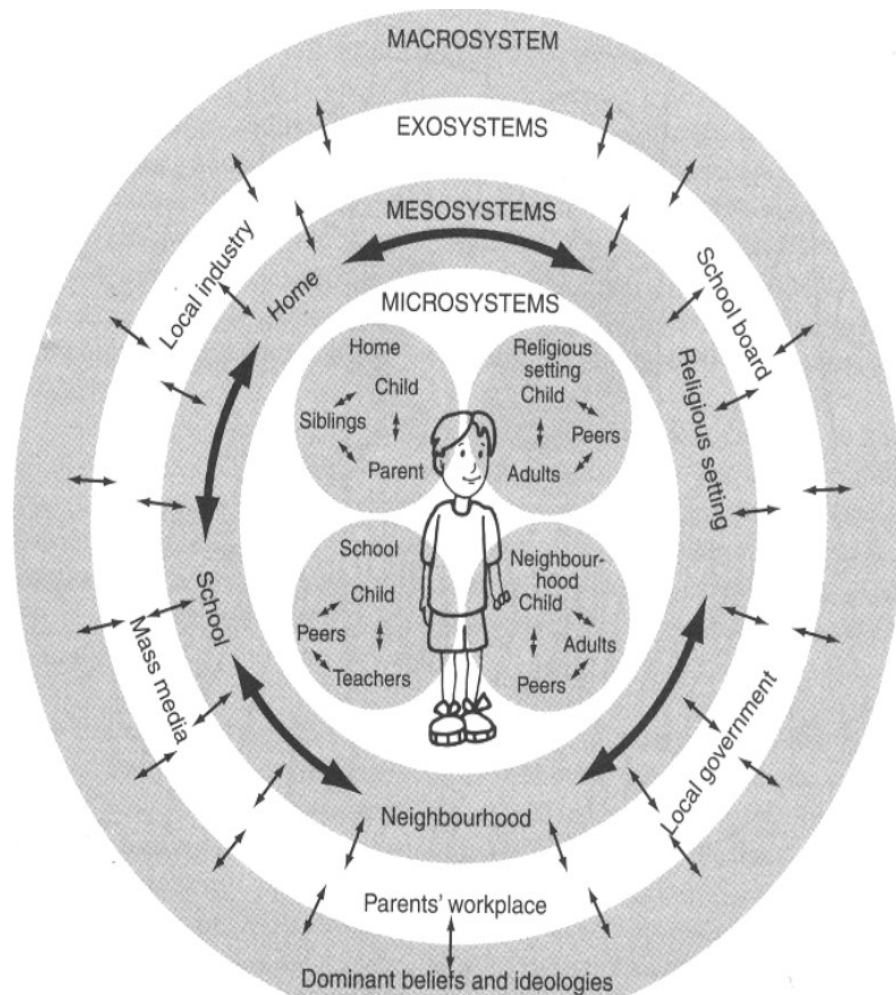 MACROSYSTEM
EXOSYSTEMS
MESOSYSTEMS
MICROSYSTEMS
Local industry
Home
School board
Religious setting
Home
Child
Siblings
Parent
Religious
setting
Child
Peers
Adults
School
Child
Peers
Teachers
Neighbour-
hood
Child
Adults
Peers
School
Mass media
Neighbourhood
Local government
Parents' workplace
Dominant beliefs and ideologies